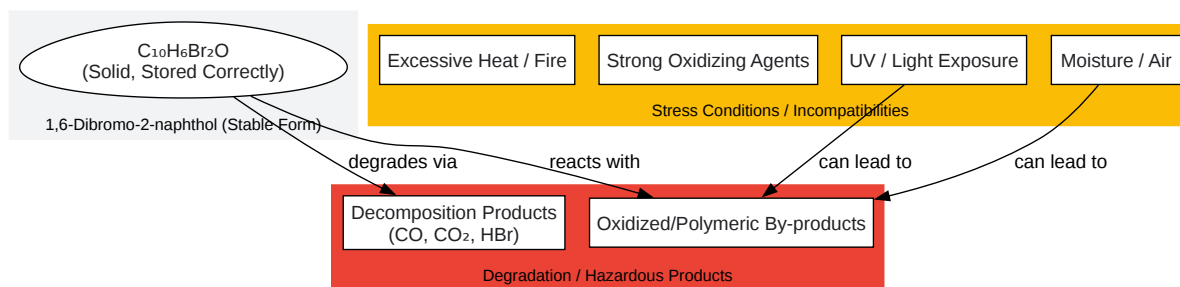 C₁₀H₆Br₂O
(Solid, Stored Correctly)
1,6-Dibromo-2-naphthol (Stable Form)
Excessive Heat / Fire
Strong Oxidizing Agents
UV / Light Exposure
Moisture / Air
Stress Conditions / Incompatibilities
degrades via
reacts with
can lead to
can lead to
Decomposition Products
(CO, CO₂, HBr)
Oxidized/Polymeric By-products
Degradation / Hazardous Products